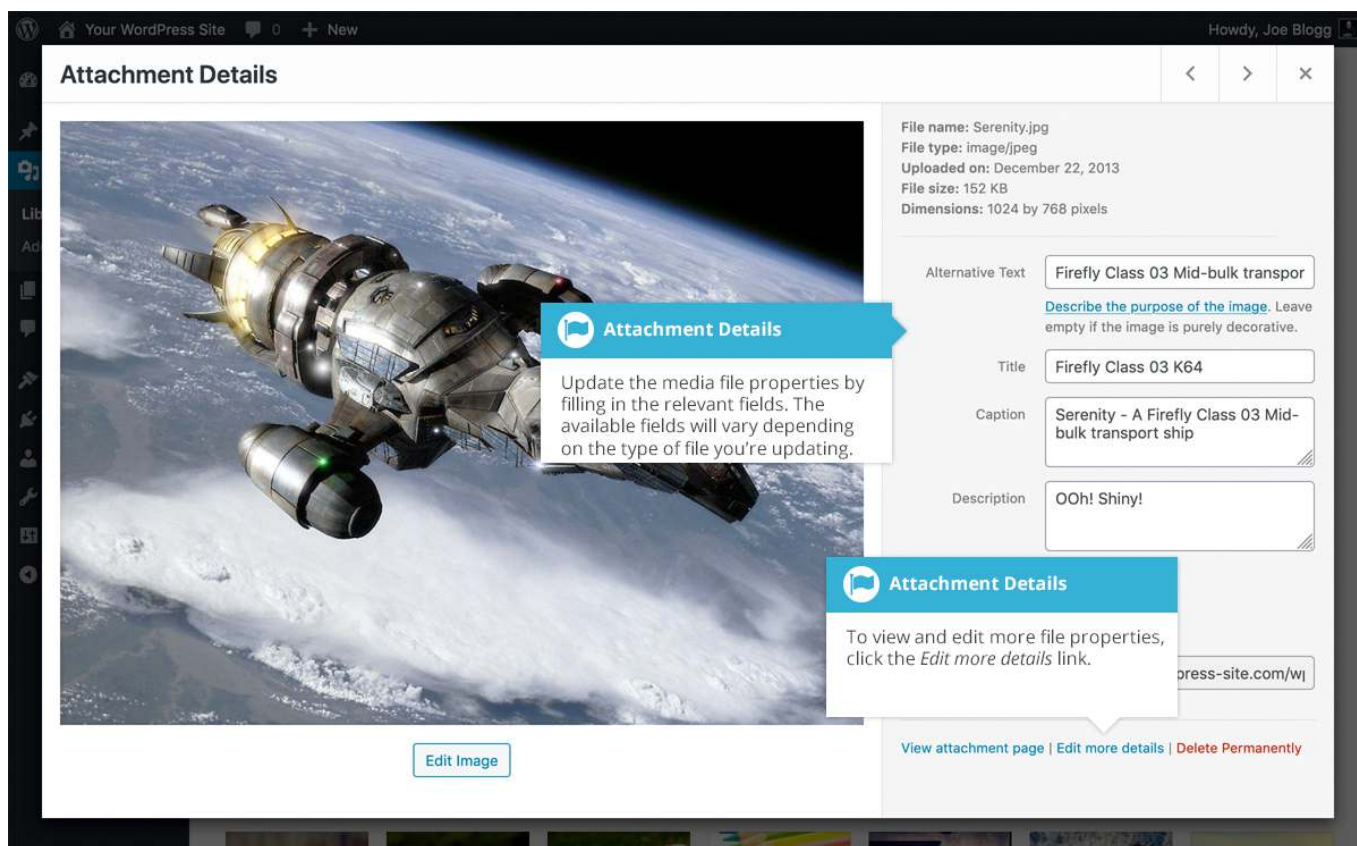 Your WordPress Site 0 + New
Howdy, Joe Blogg
Attachment Details
Lib
Ad
File name: Serenity.jpg
File type: image/jpeg
Uploaded on: December 22, 2013
File size: 152 KB
Dimensions: 1024 by 768 pixels
Alternative Text
Firefly Class 03 Mid-bulk transpor
Describe the purpose of the image. Leave
empty if the image is purely decorative.
Title
Firefly Class 03 K64
Caption
Serenity - A Firefly Class 03 Mid-
bulk transport ship
Description
OOh! Shiny!
Attachment Details
Update the media file properties by
filling in the relevant fields. The
available fields will vary depending
on the type of file you're updating.
Attachment Details
To view and edit more file properties,
click the Edit more details link.
press-site.com/w
View attachment page | Edit more details | Delete Permanently
Edit Image